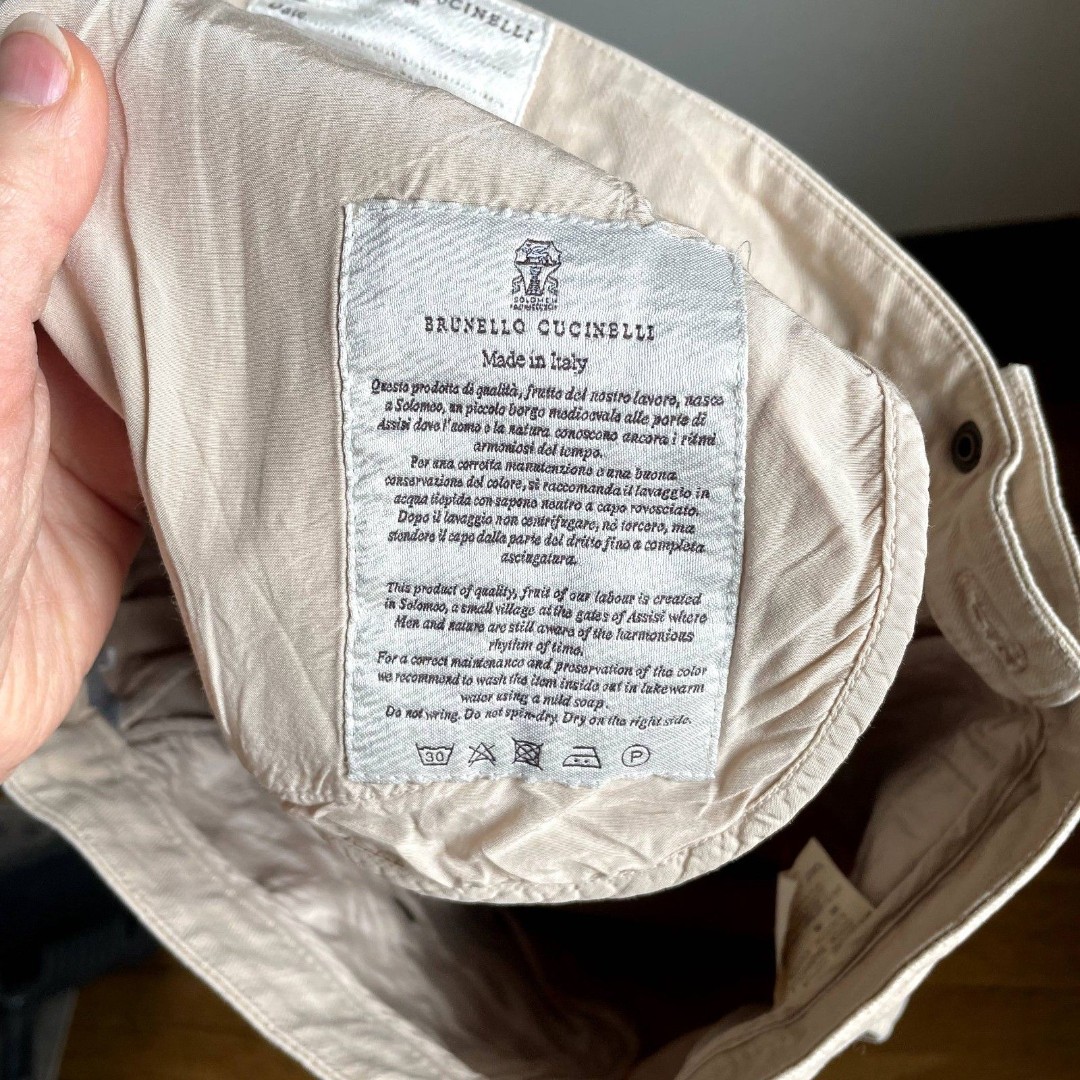 CUCINELLI
Date
SOLOMEO
BRUNELLO CUCINELLI
Made in Italy
Questo prodotto di qualità, frutto del nostro lavoro, nasce
a Solomeo, un piccolo borgo medioevale alle porte di
Assisi dove l'uomo e la natura conoscono ancora i ritmi
armoniosi del tempo.
Per una corretta manutenzione e una buona
conservazione del colore, si raccomanda il lavaggio in
acqua tiepida con sapone neutro a capo rovesciato.
Dopo il lavaggio non centrifugare, né torcere, ma
stendere il capo dalla parte del dritto fino a completa
asciugatura.
This product of quality, fruit of our labour is created
in Solomeo, a small village at the gates of Assisi where
Men and nature are still aware of the harmonious
rhythm of time.
For a correct maintenance and preservation of the color
we recommend to wash the item inside out in lukewarm
water using a mild soap.
Do not wring. Do not spin-dry. Dry on the right side.
30 P